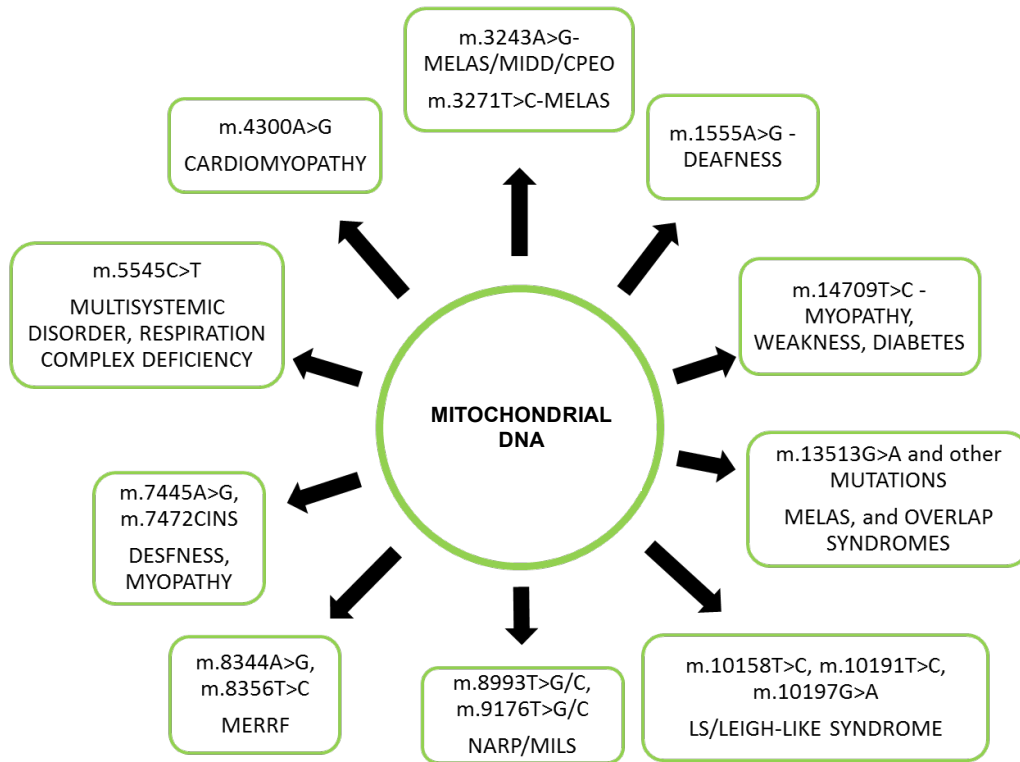 m.3243A>G-
MELAS/MIDD/CPEO
m.3271T>C-MELAS
m.1555A>G -
DEAFNESS
m.14709T>C -
MYOPATHY,
WEAKNESS, DIABETES
m.13513G>A and other
MUTATIONS
MELAS, and OVERLAP
SYNDROMES
m.10158T>C, m.10191T>C,
m.10197G>A
LS/LEIGH-LIKE SYNDROME
m.8993T>G/C,
m.9176T>G/C
NARP/MILS
m.8344A>G,
m.8356T>C
MERRF
m.7445A>G,
m.7472CINS
DESFNESS,
MYOPATHY
m.5545C>T
MULTISYSTEMIC
DISORDER, RESPIRATION
COMPLEX DEFICIENCY
m.4300A>G
CARDIOMYOPATHY
MITOCHONDRIAL
DNA